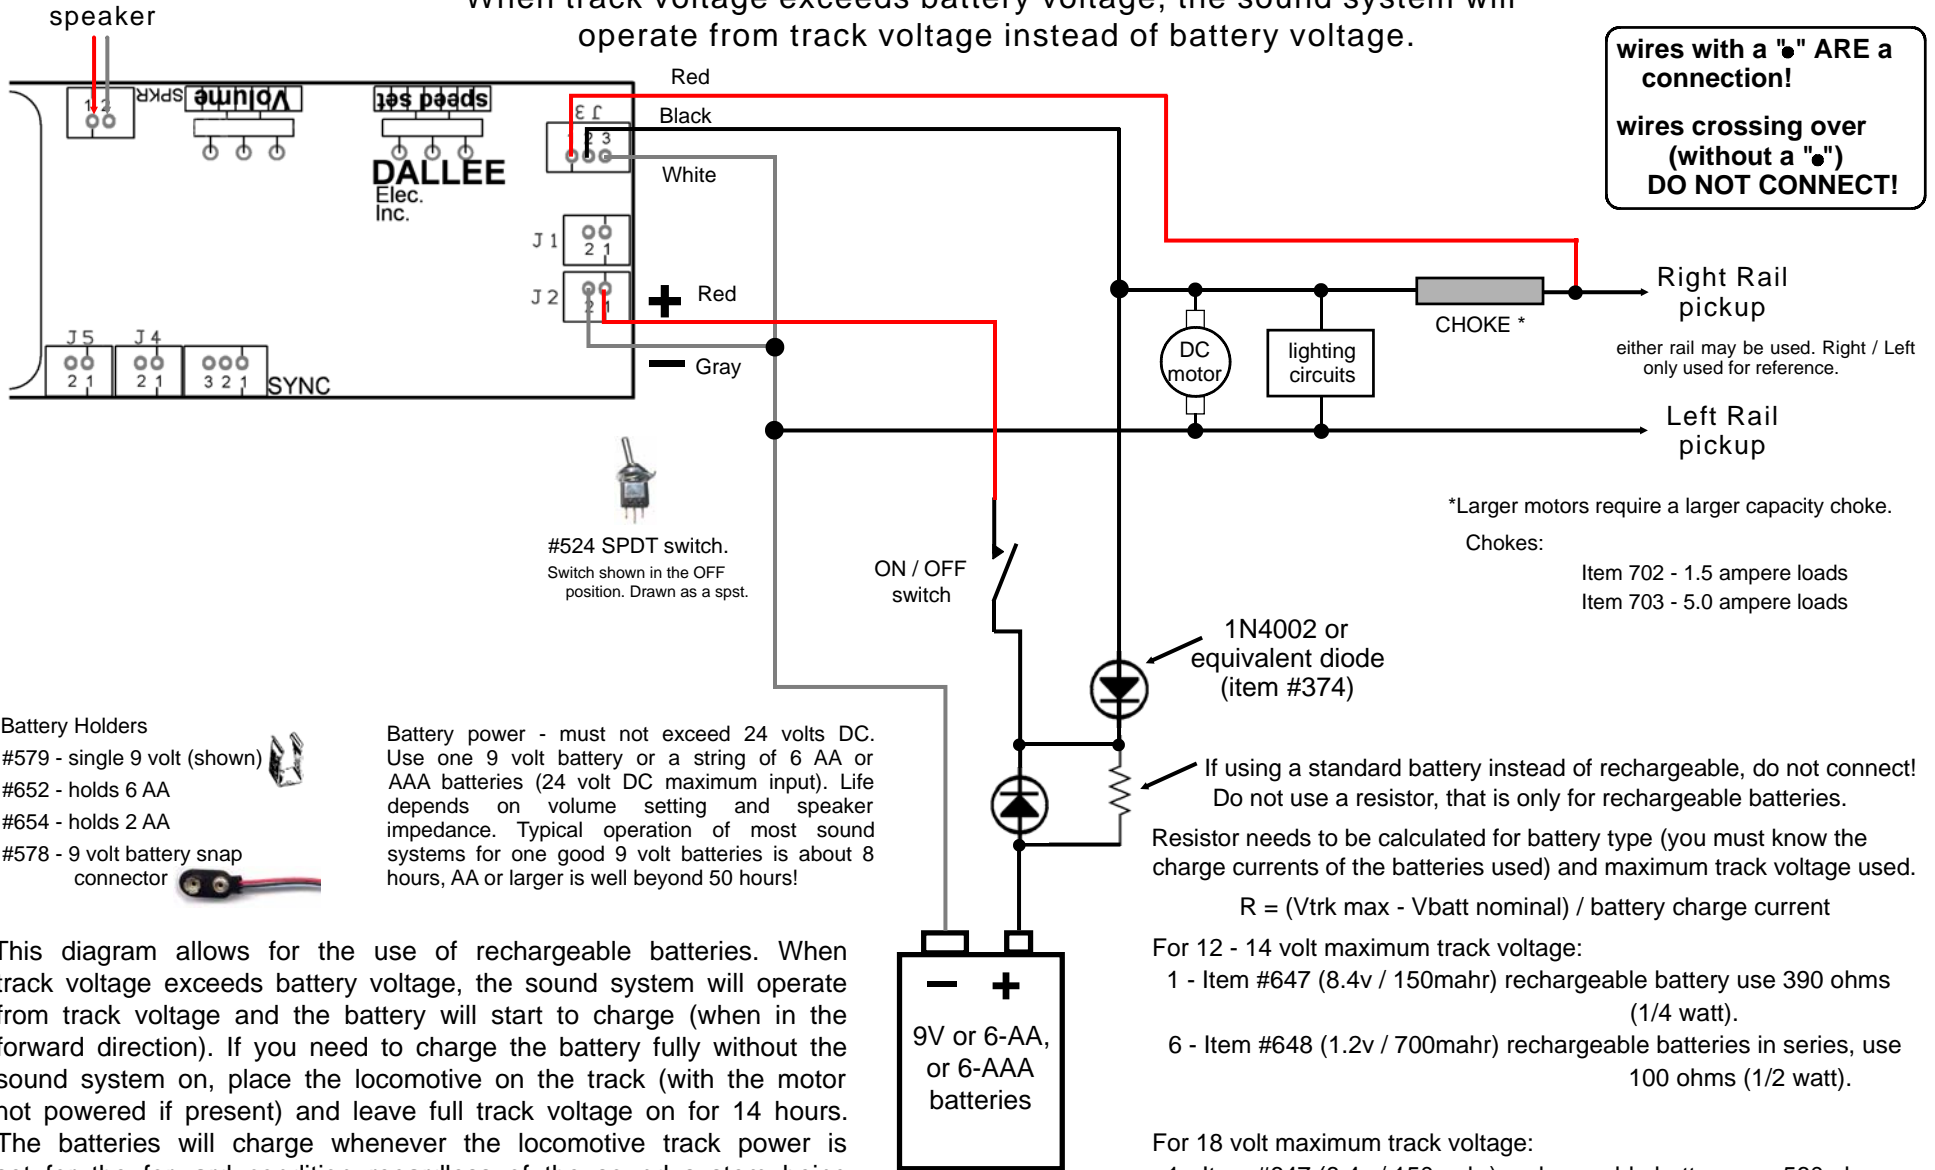 When track voltage exceeds battery voltage, the sound system will
operate from track voltage instead of battery voltage.
speaker
wires with a "●" ARE a
connection!
wires crossing over
(without a "●")
DO NOT CONNECT!
1 2
SPKR
Volume
speed set
J3
2 3
DALLEE
Elec.
Inc.
Red
Black
White
J1
2 1
J2
2 1
+ Red
− Gray
J5
2 1
J4
2 1
3 2 1
SYNC
Right Rail
pickup
CHOKE *
either rail may be used. Right / Left
only used for reference.
DC
motor
lighting
circuits
Left Rail
pickup
*Larger motors require a larger capacity choke.
Chokes:
Item 702 - 1.5 ampere loads
Item 703 - 5.0 ampere loads
#524 SPDT switch.
Switch shown in the OFF
position. Drawn as a spst.
ON / OFF
switch
1N4002 or
equivalent diode
(item #374)
Battery Holders
#579 - single 9 volt (shown)
#652 - holds 6 AA
#654 - holds 2 AA
#578 - 9 volt battery snap
connector
Battery power - must not exceed 24 volts DC.
Use one 9 volt battery or a string of 6 AA or
AAA batteries (24 volt DC maximum input). Life
depends on volume setting and speaker
impedance. Typical operation of most sound
systems for one good 9 volt batteries is about 8
hours, AA or larger is well beyond 50 hours!
If using a standard battery instead of rechargeable, do not connect!
Do not use a resistor, that is only for rechargeable batteries.
Resistor needs to be calculated for battery type (you must know the
charge currents of the batteries used) and maximum track voltage used.
R = (Vtrk max - Vbatt nominal) / battery charge current
For 12 - 14 volt maximum track voltage:
1 - Item #647 (8.4v / 150mahr) rechargeable battery use 390 ohms
(1/4 watt).
6 - Item #648 (1.2v / 700mahr) rechargeable batteries in series, use
100 ohms (1/2 watt).
For 18 volt maximum track voltage:
This diagram allows for the use of rechargeable batteries. When
track voltage exceeds battery voltage, the sound system will operate
from track voltage and the battery will start to charge (when in the
forward direction). If you need to charge the battery fully without the
sound system on, place the locomotive on the track (with the motor
not powered if present) and leave full track voltage on for 14 hours.
The batteries will charge whenever the locomotive track power is
− +
9V or 6-AA,
or 6-AAA
batteries